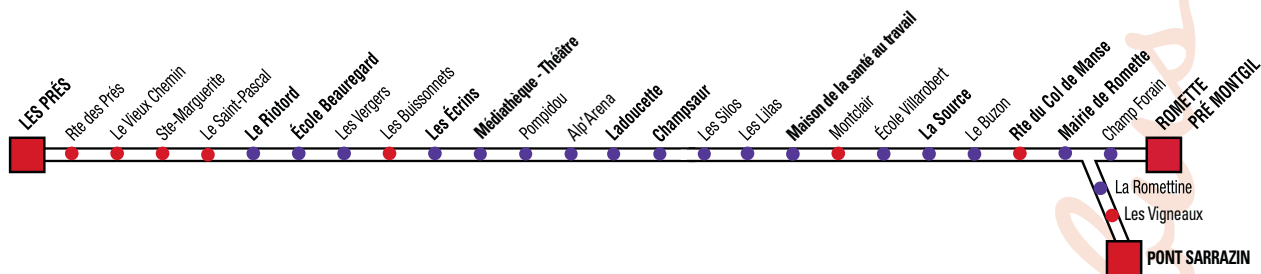 LES PRÉS
Rte des Prés
Le Vieux Chemin
Ste-Marguerite
Le Saint-Pascal
Le Riotord
École Beauregard
Les Vergers
Les Buissonnets
Les Écrins
Médiathèque - Théâtre
Pompidou
Alp'Arena
Ladoucette
Champsaur
Les Silos
Les Lilas
Maison de la santé au travail
Montclair
École Villarobert
La Source
Le Buzon
Rte du Col de Manse
Mairie de Romette
Champ Forain
ROMETTE
PRÉ MONTGIL
La Romettine
Les Vigneaux
PONT SARRAZIN